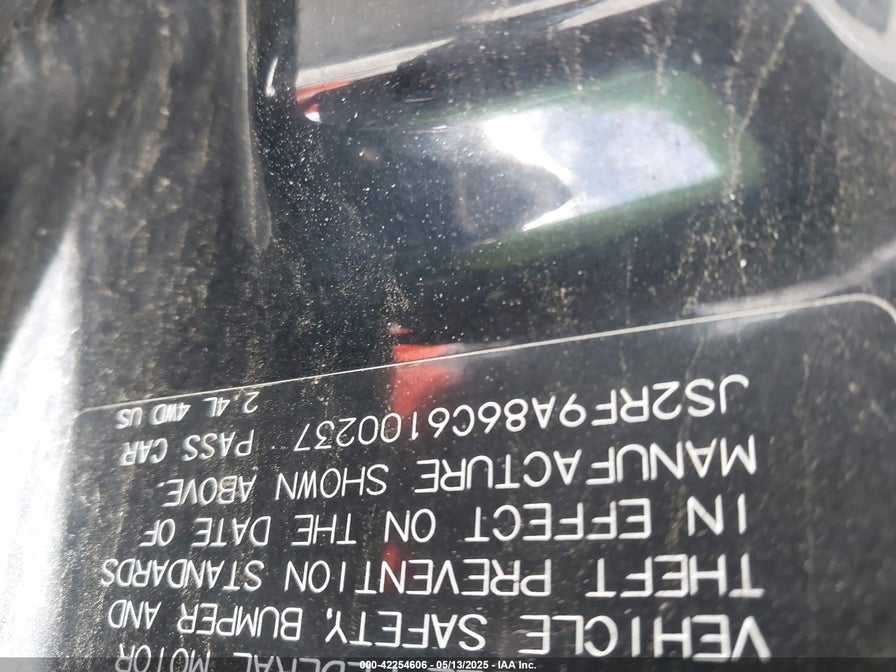 MOTOR
VEHICLE SAFETY, BUMPER AND
THEFT PREVENTION STANDARDS
IN EFFECT ON THE DATE OF
MANUFACTURE SHOWN ABOVE.
JS2RF9A86C6100237 PASS CAR
2.4L 4WD US
000-42254606 - 05/13/2025 - IAA Inc.